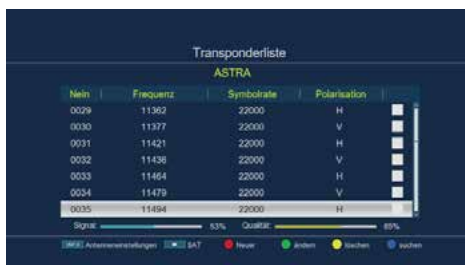 Transponderliste
ASTRA
Nein Frequenz Symbolrate Polarisation
0029 11362 22000 H
0030 11377 22000 V
0031 11421 22000 H
0032 11436 22000 V
0033 11464 22000 H
0034 11479 22000 V
0035 11494 22000 H
Signal: 53% Qualität: 65%
Antenneneinstellungen SAT Neuer ändern löschen suchen